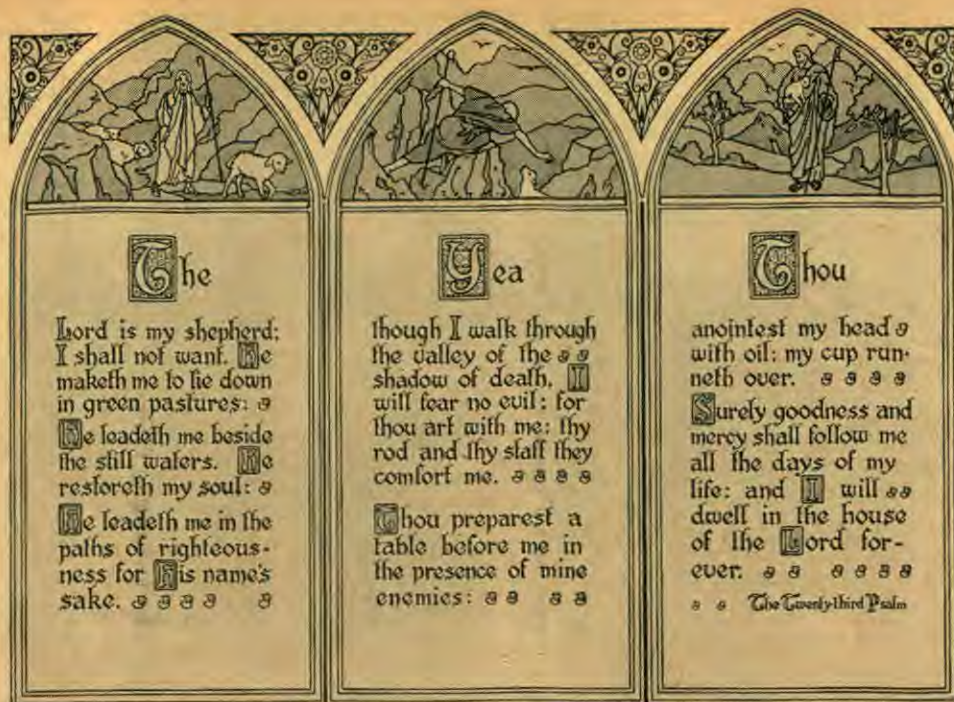 The
Lord is my shepherd;
I shall not want. He
maketh me to lie down
in green pastures:
He leadeth me beside
the still waters. He
restoreth my soul:
He leadeth me in the
paths of righteous-
ness for His name's
sake.
Yea
though I walk through
the valley of the
shadow of death, I
will fear no evil: for
thou art with me: thy
rod and thy staff they
comfort me.
Thou preparest a
table before me in
the presence of mine
enemies:
Thou
anointest my head
with oil: my cup run-
neth over.
Surely goodness and
mercy shall follow me
all the days of my
life: and I will
dwell in the house
of the Lord for-
ever.
The Twenty-third Psalm